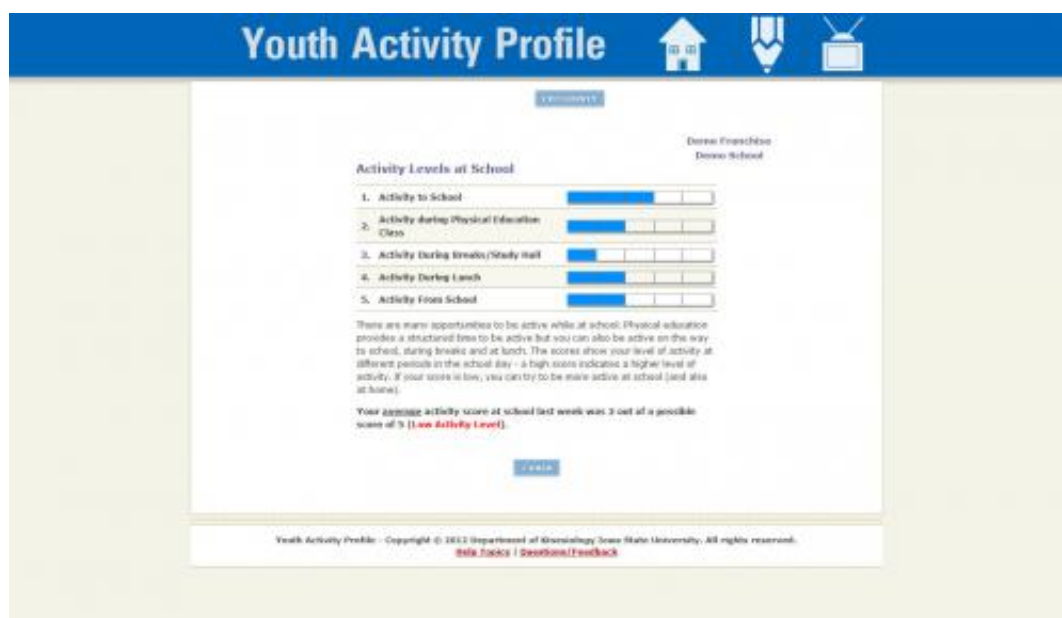 Youth Activity Profile
Demo Franchise
Demo School
Activity Levels at School
1. Activity to School
2. Activity during Physical Education
Class
3. Activity During Breaks/Study Hall
4. Activity During Lunch
5. Activity From School
There are many opportunities to be active while at school. Physical education
provides a structured time to be active but you can also be active on the way
to school, during breaks and at lunch. The scores show your level of activity at
different periods in the school day - a high score indicates a higher level of
activity. If your score is low, you can try to be more active at school (and also
at home).
Your average activity score at school last week was 2 out of a possible
score of 5 (Low Activity Level).
Youth Activity Profile - Copyright © 2012 Department of Kinesiology Iowa State University. All rights reserved.
Help Topics | Questions/Feedback